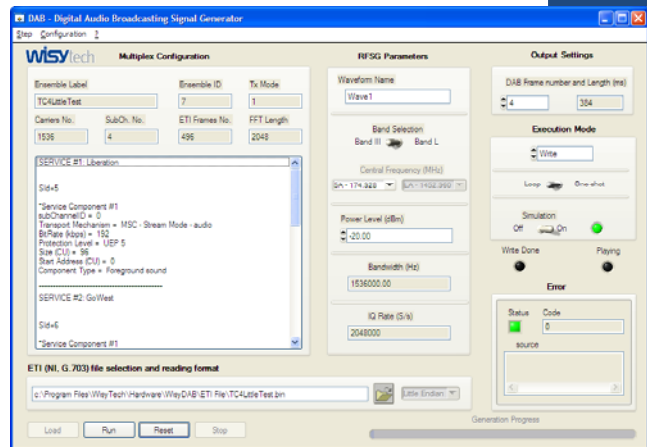 DAB - Digital Audio Broadcasting Signal Generator
Step Configuration ?
wisytech
Multiplex Configuration
Ensemble Label
Ensemble ID
Tx Mode
TC4LittleTest
7
1
Carriers No.
SubCh. No.
ETI Frames No.
FFT Length
1536
4
496
2048
SERVICE #1: Liberation
SId=5
*Service Component #1
subChannelID = 0
Transport Mechanism = MSC - Stream Mode - audio
BitRate (kbps) = 192
Protection Level = UEP 5
Size (CU) = 96
Start Address (CU) = 0
Component Type = Foreground sound
SERVICE #2: GoWest
SId=6
*Service Component #1
ETI (NI, G.703) file selection and reading format
c:\Program Files\WisyTech\Hardware\WisyDAB\ETI File\TC4LittleTest.bin
Little Endian
Load
Run
Reset
Stop
RFSG Parameters
Waveform Name
Wave1
Band Selection
Band III
Band L
Central Frequency (MHz)
5A - 174.928
LA - 1452.960
Power Level (dBm)
-20.00
Bandwidth (Hz)
1536000.00
IQ Rate (S/s)
2048000
Output Settings
DAB Frame number and Length (ms)
4
384
Execution Mode
Write
Loop
One-shot
Simulation
Off
On
Write Done
Playing
Error
Status
Code
0
source
Generation Progress